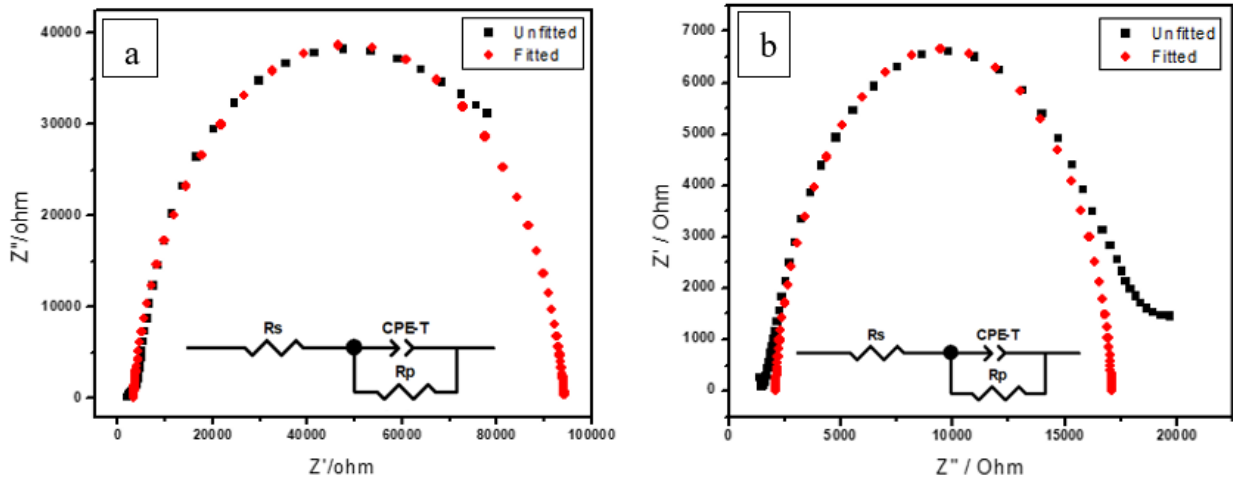 a
Unfitted
Fitted
40000
30000
20000
10000
0
Z"/ohm
0
20000
40000
60000
80000
100000
Z'/ohm
Rs
CPE-T
Rp
b
Unfitted
Fitted
7000
6000
5000
4000
3000
2000
1000
0
Z' / Ohm
0
5000
10000
15000
20000
Z" / Ohm
Rs
CPE-T
Rp